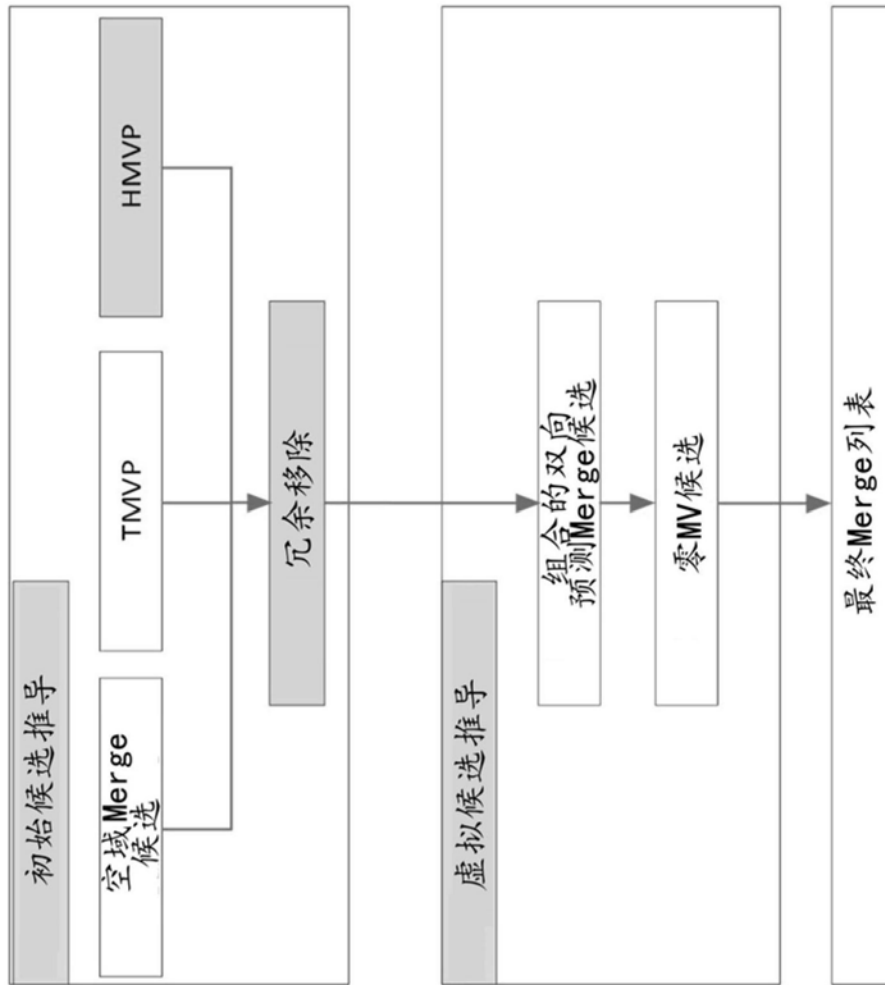 初始候选推导
空域Merge
候选
TMVP
HMVP
冗余移除
虚拟候选推导
组合的双向
预测Merge候选
零MV候选
最终Merge列表